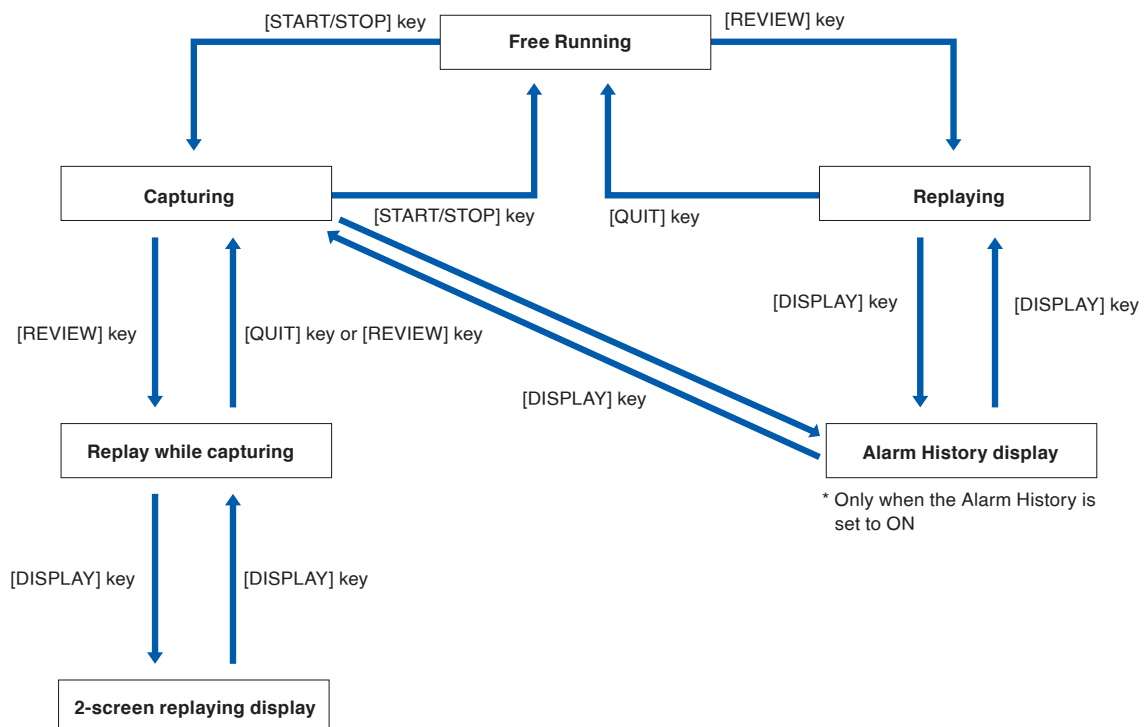 [START/STOP] key
Free Running
[REVIEW] key
Capturing
Replaying
[START/STOP] key
[QUIT] key
[REVIEW] key
[QUIT] key or [REVIEW] key
[DISPLAY] key
[DISPLAY] key
[DISPLAY] key
Replay while capturing
Alarm History display
* Only when the Alarm History is
set to ON
[DISPLAY] key
[DISPLAY] key
2-screen replaying display